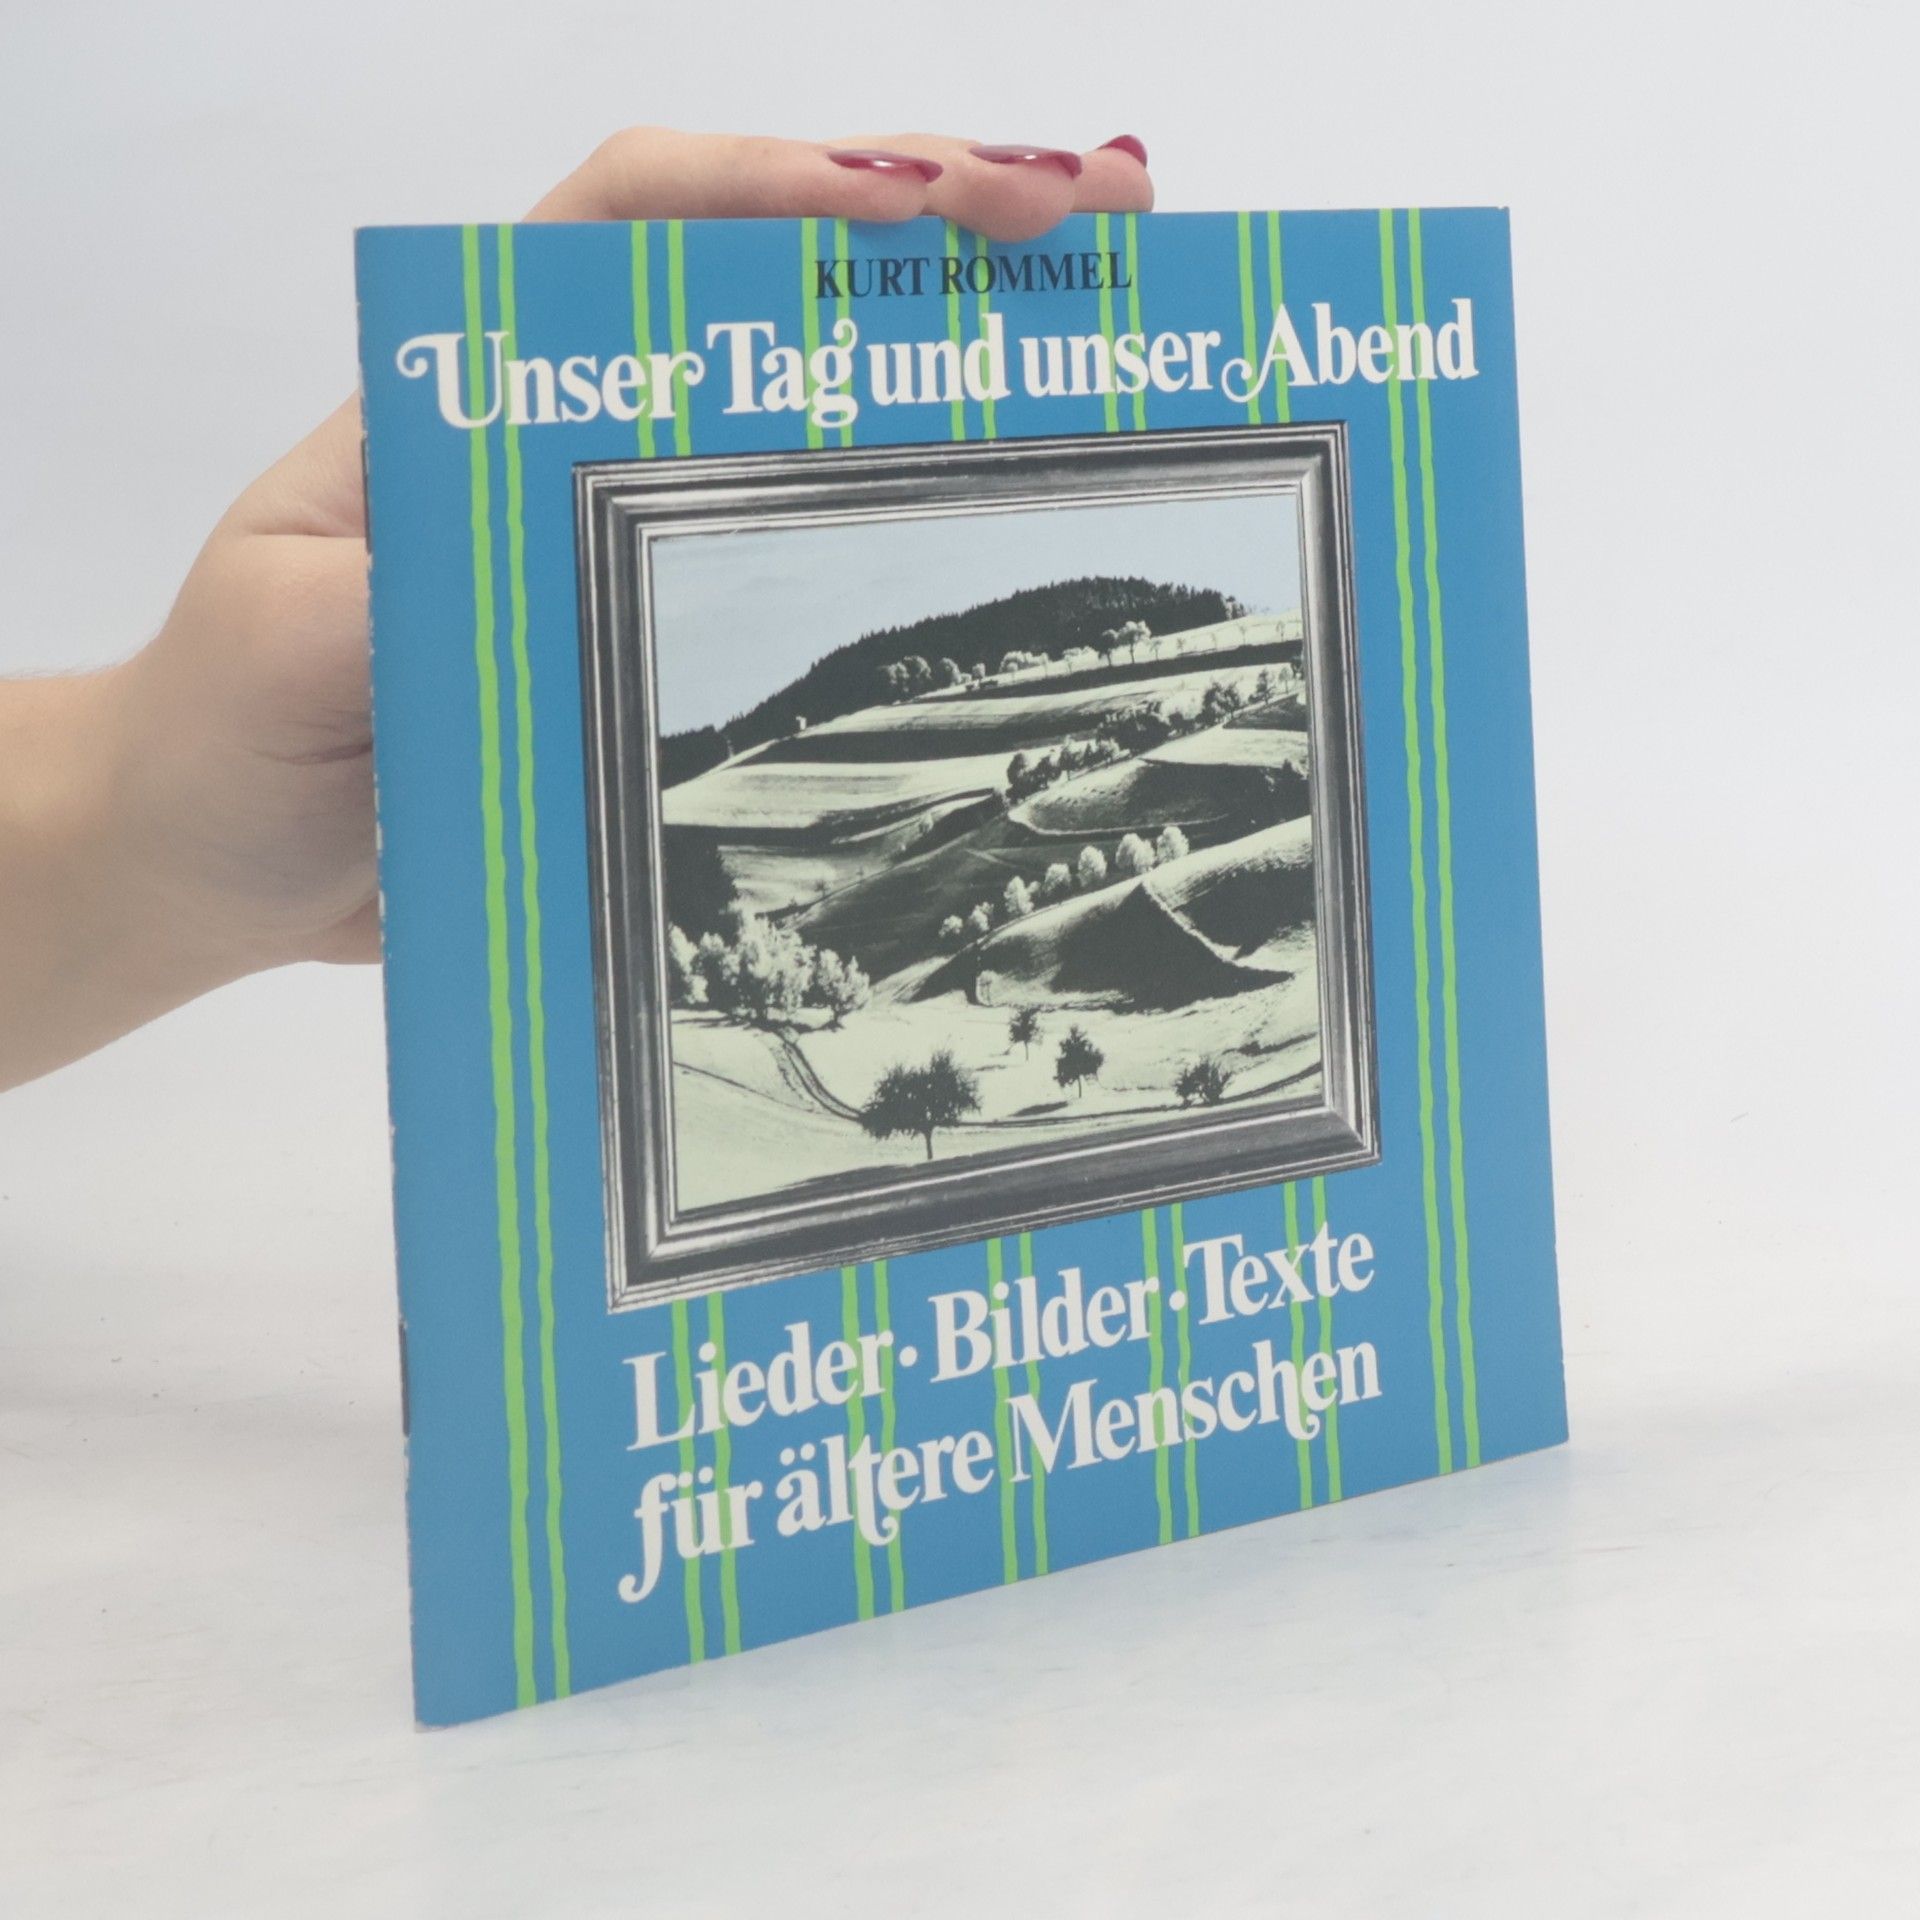 KURT ROMMEL
Unser Tag und unser Abend
Lieder · Bilder · Texte
für ältere Menschen